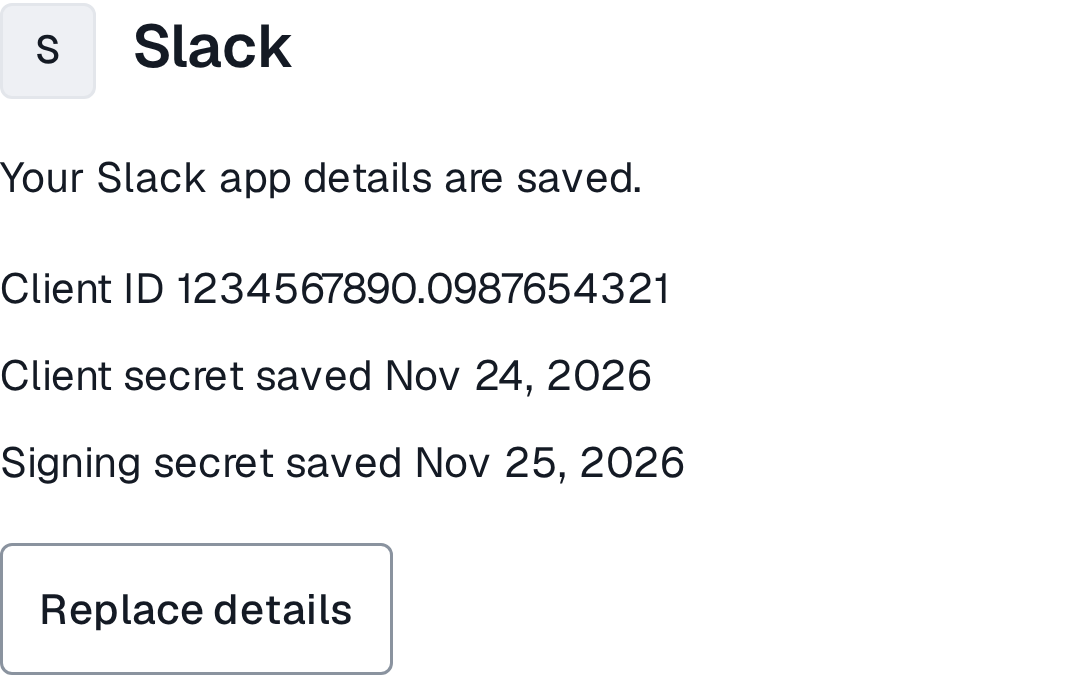 S
Slack
Your Slack app details are saved.
Client ID 1234567890.0987654321
Client secret saved Nov 24, 2026
Signing secret saved Nov 25, 2026
Replace details